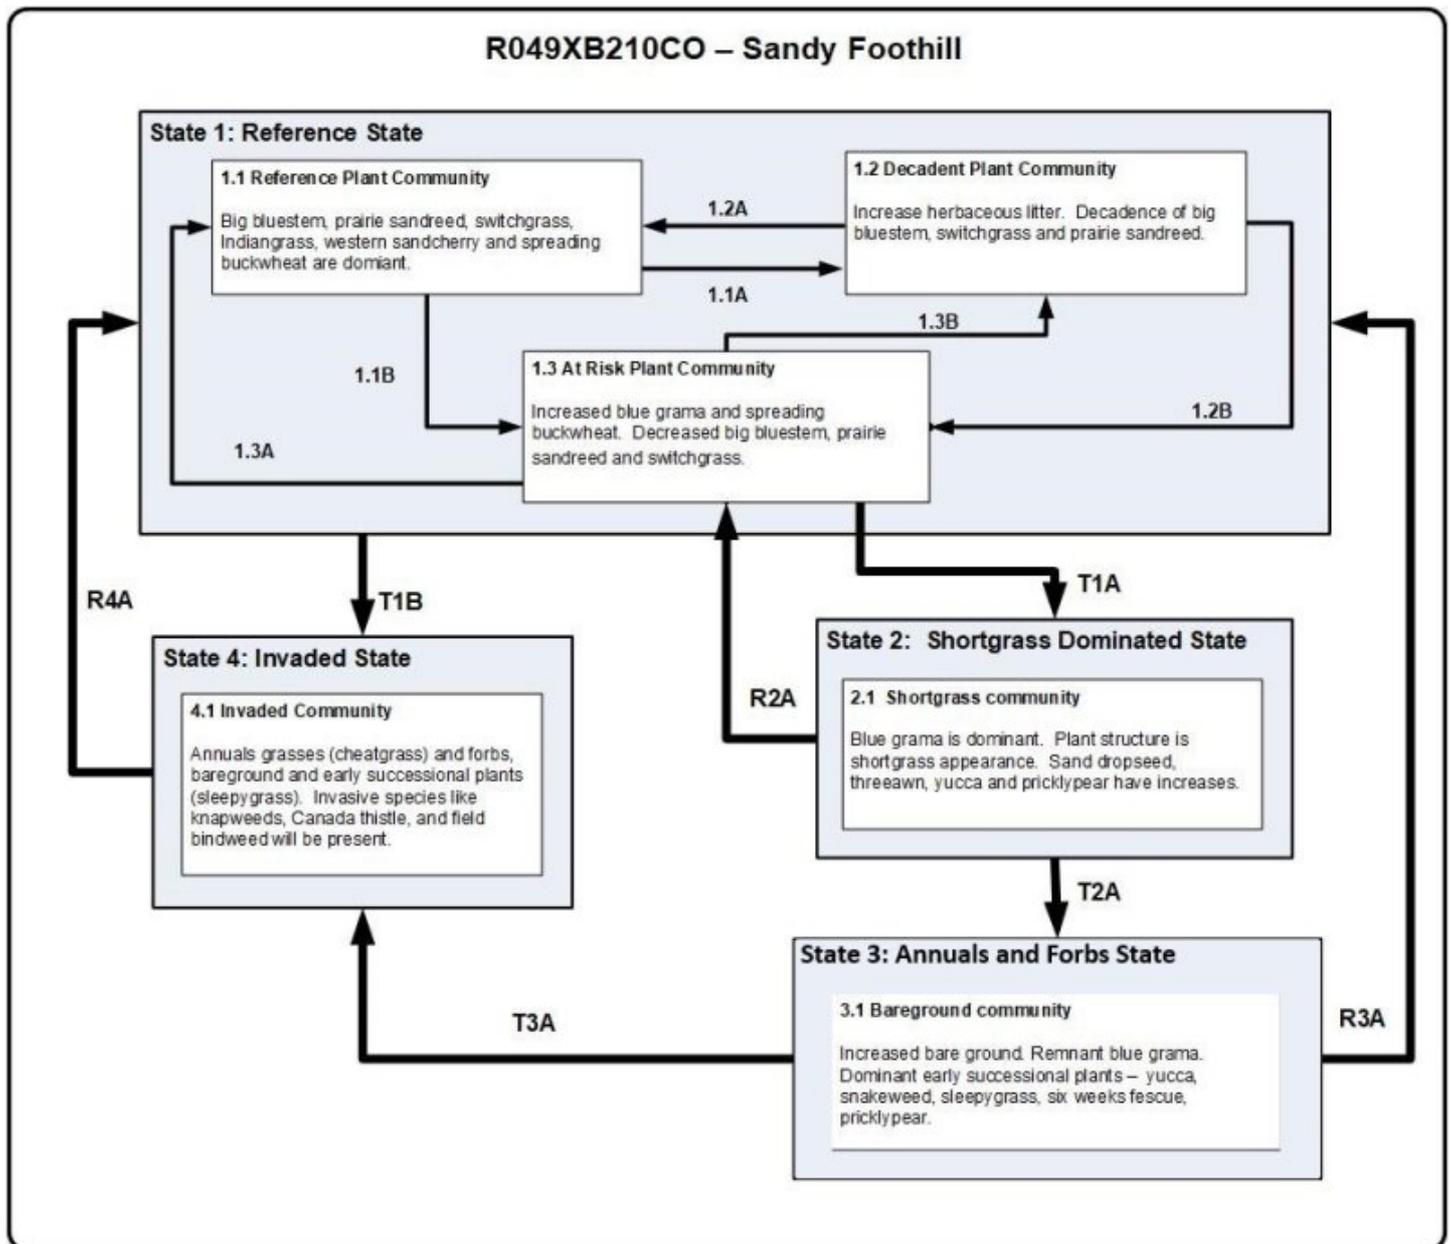 R049XB210CO – Sandy Foothill
State 1: Reference State
1.1 Reference Plant Community
Big bluestem, prairie sandreed, switchgrass,
Indiangrass, western sandcherry and spreading
buckwheat are domiant.
1.2A
1.1A
1.2 Decadent Plant Community
Increase herbaceous litter. Decadence of big
bluestem, switchgrass and prairie sandreed.
1.3B
1.1B
1.3 At Risk Plant Community
Increased blue grama and spreading
buckwheat. Decreased big bluestem, prairie
sandreed and switchgrass.
1.2B
1.3A
R4A
T1B
T1A
State 4: Invaded State
4.1 Invaded Community
Annuals grasses (cheatgrass) and forbs,
bareground and early successional plants
(sleepygrass). Invasive species like
knapweeds, Canada thistle, and field
bindweed will be present.
R2A
State 2: Shortgrass Dominated State
2.1 Shortgrass community
Blue grama is dominant. Plant structure is
shortgrass appearance. Sand dropseed,
threeawn, yucca and pricklypear have increases.
T2A
State 3: Annuals and Forbs State
3.1 Bareground community
Increased bare ground. Remnant blue grama.
Dominant early successional plants – yucca,
snakeweed, sleepygrass, six weeks fescue,
pricklypear.
T3A
R3A